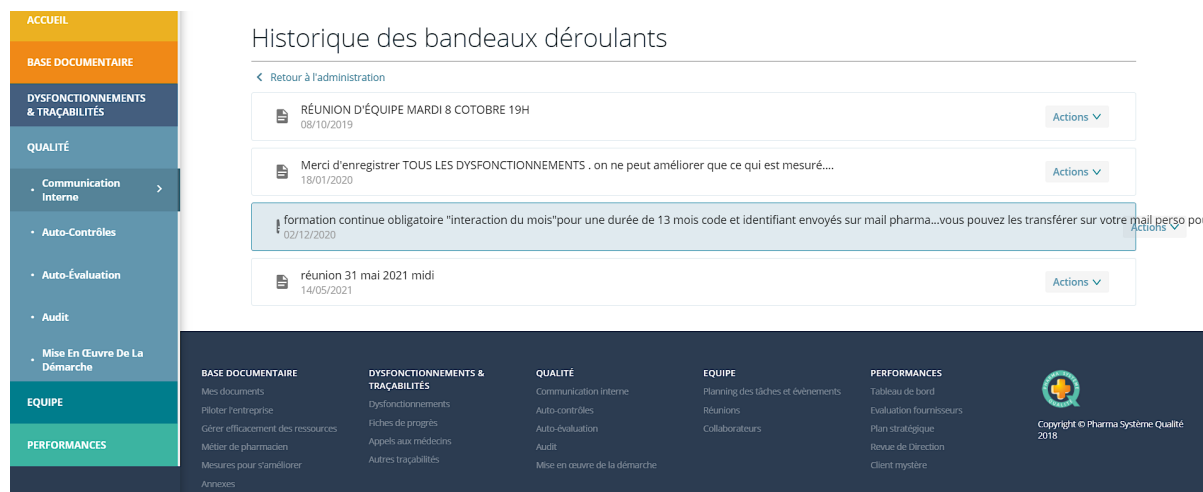 ACCUEIL
BASE DOCUMENTAIRE
DYSFONCTIONNEMENTS
& TRAÇABILITÉS
QUALITÉ
Communication
Interne
Auto-Contrôles
Auto-Évaluation
Audit
Mise En Œuvre De La
Démarche
EQUIPE
PERFORMANCES
Historique des bandeaux déroulants
Retour à l'administration
RÉUNION D'ÉQUIPE MARDI 8 COTOBRE 19H
08/10/2019
Actions
Merci d'enregistrer TOUS LES DYSFONCTIONNEMENTS . on ne peut améliorer que ce qui est mesuré....
18/01/2020
Actions
formation continue obligatoire "interaction du mois"pour une durée de 13 mois code et identifiant envoyés sur mail pharma...vous pouvez les transférer sur votre mail perso pou
02/12/2020
Actions
réunion 31 mai 2021 midi
14/05/2021
Actions
BASE DOCUMENTAIRE
Mes documents
Piloter l'entreprise
Gérer efficacement des ressources
Métier de pharmacien
Mesures pour s'améliorer
Annexes
DYSFONCTIONNEMENTS &
TRAÇABILITÉS
Dysfonctionnements
Fiches de progrès
Appels aux médecins
Autres traçabilités
QUALITÉ
Communication interne
Auto-contrôles
Auto-évaluation
Audit
Mise en œuvre de la démarche
EQUIPE
Planning des tâches et évènements
Réunions
Collaborateurs
PERFORMANCES
Tableau de bord
Evaluation fournisseurs
Plan stratégique
Revue de Direction
Client mystère
PHARMA SYSTÈME QUALITÉ
Copyright © Pharma Système Qualité
2018